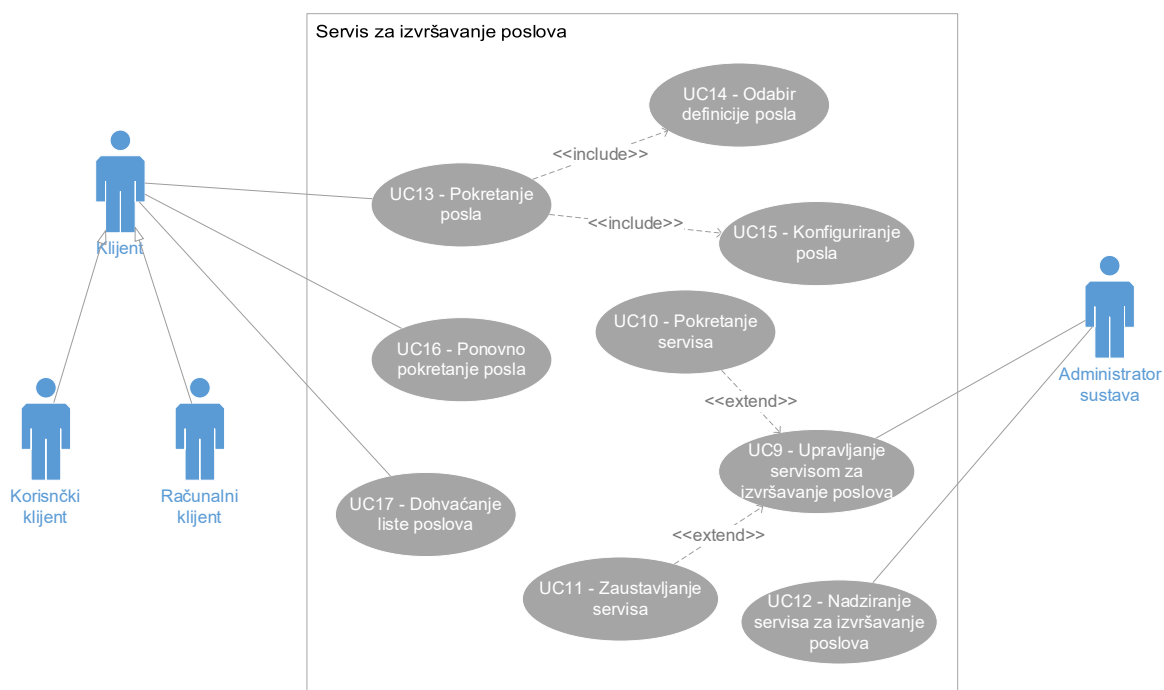 Servis za izvršavanje poslova
UC14 - Odabir
definicije posla
<<include>>
UC13 - Pokretanje
posla
<<include>>
UC15 - Konfiguriranje
posla
Klijent
UC10 - Pokretanje
servisa
UC16 - Ponovno
pokretanje posla
Administrator
sustava
<<extend>>
UC9 - Upravljanje
servisom za
izvršavanje poslova
Korisnčki
klijent
Računalni
klijent
UC17 - Dohvaćanje
liste poslova
<<extend>>
UC11 - Zaustavljanje
servisa
UC12 - Nadziranje
servisa za izvršavanje
poslova